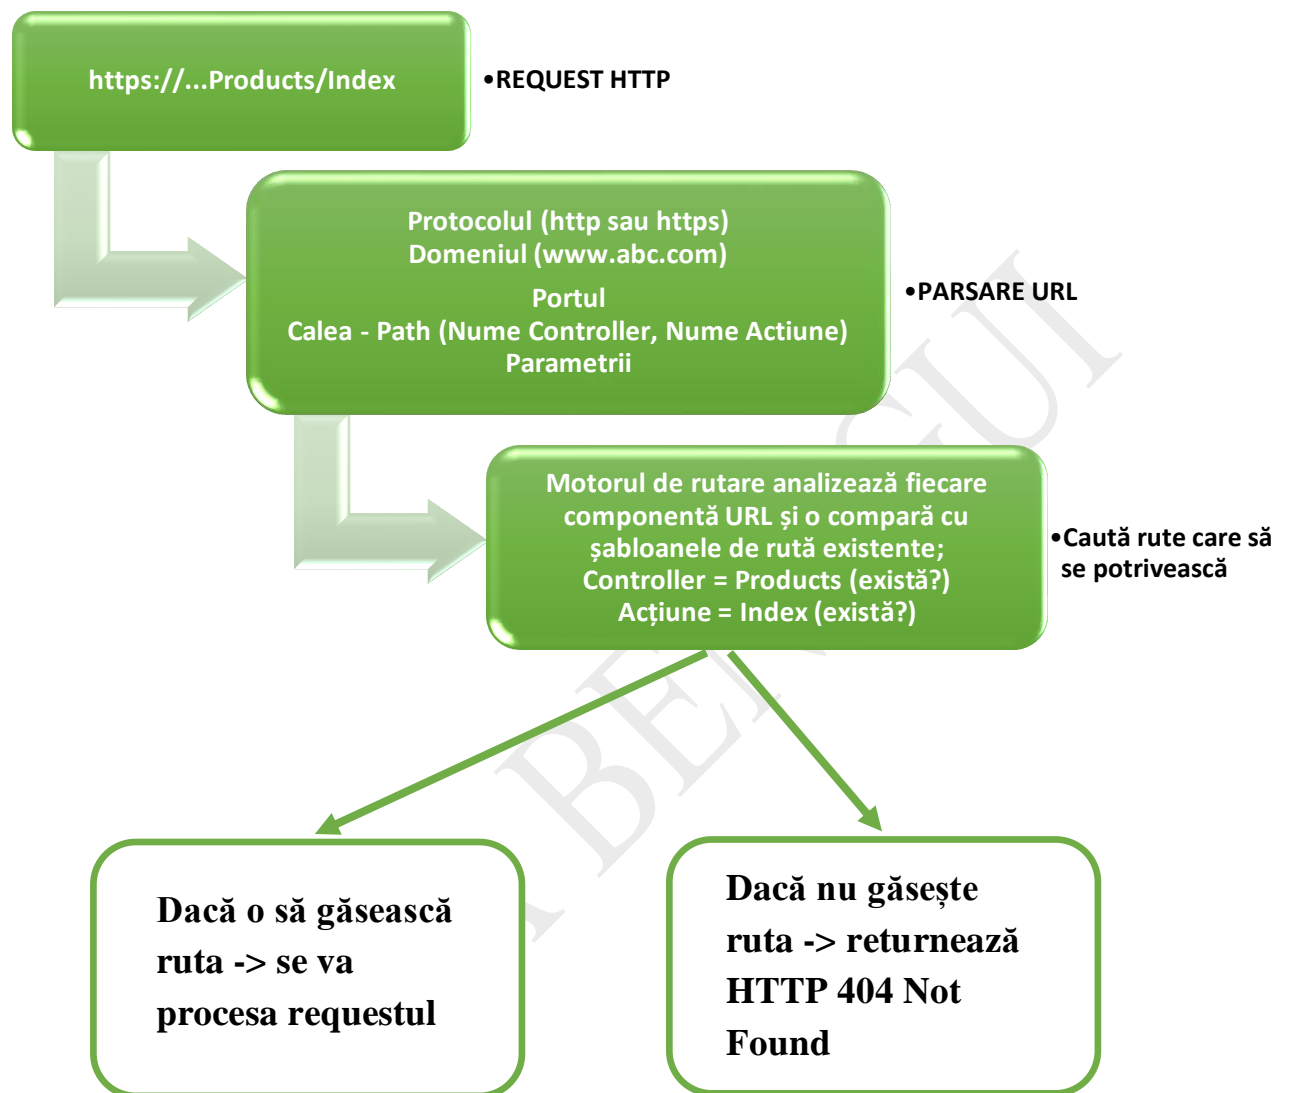 https://...Products/Index
•REQUEST HTTP
Protocolul (http sau https)
Domeniul (www.abc.com)
Portul
Calea - Path (Nume Controller, Nume Actiune)
Parametrii
•PARSARE URL
Motorul de rutare analizează fiecare
componentă URL și o compară cu
șabloanele de rută existente;
Controller = Products (există?)
Acțiune = Index (există?)
•Caută rute care să
se potrivească
Dacă o să găsească
ruta -> se va
procesa requestul
Dacă nu găsește
ruta -> returnează
HTTP 404 Not
Found